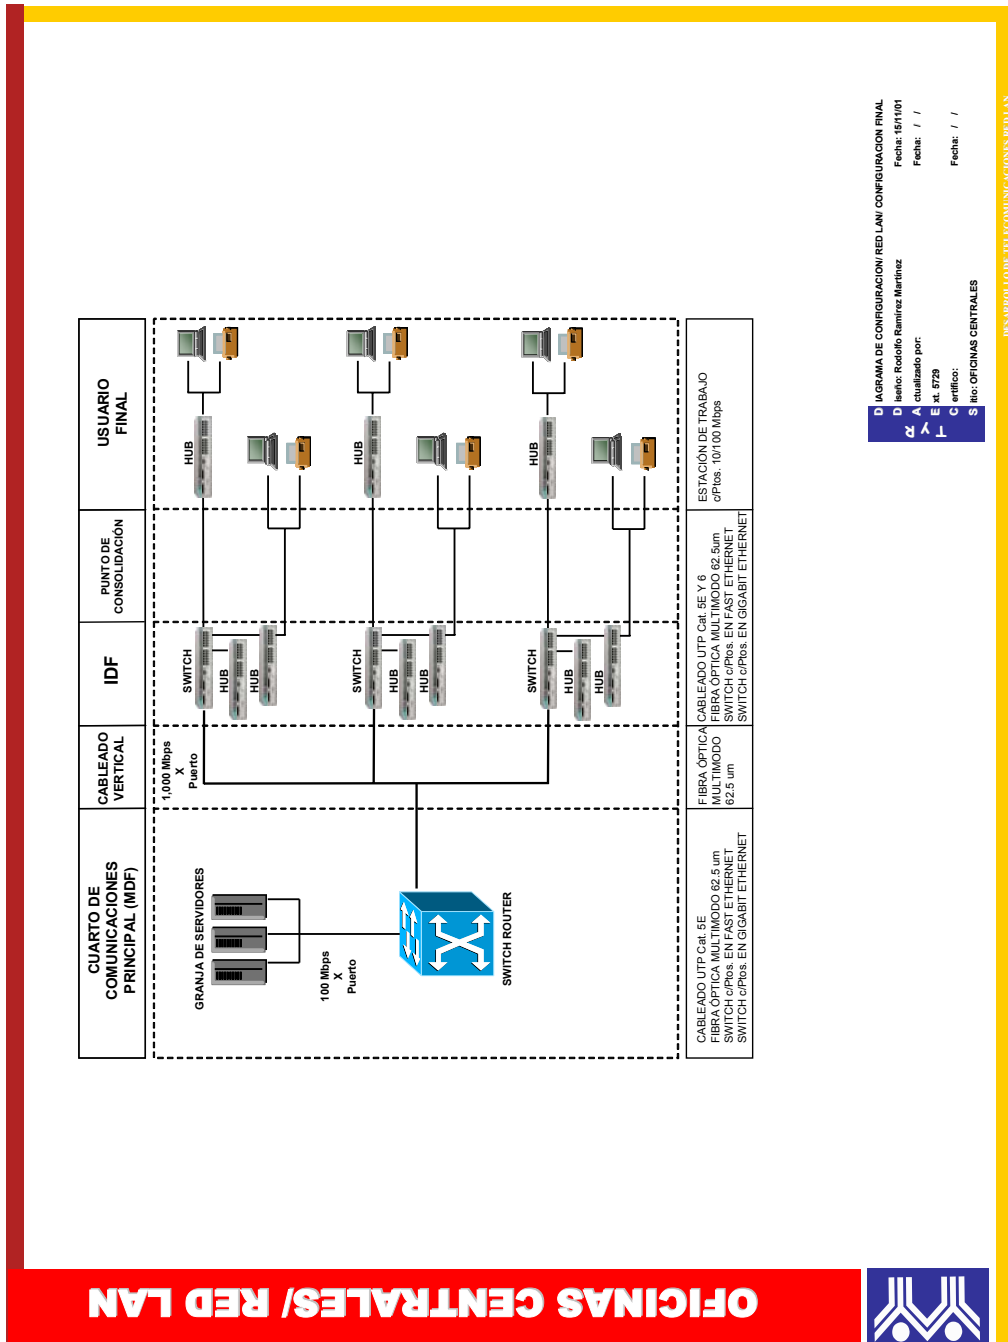 OFICINAS CENTRALES/ RED LAN
CUARTO DE
COMUNICACIONES
PRINCIPAL (MDF)
CABLEADO
VERTICAL
IDF
PUNTO DE
CONSOLIDACIÓN
USUARIO
FINAL
GRANJA DE SERVIDORES
100 Mbps
X
Puerto
SWITCH ROUTER
1,000 Mbps
X
Puerto
SWITCH
HUB
HUB
HUB
SWITCH
HUB
HUB
HUB
SWITCH
HUB
HUB
HUB
CABLEADO UTP Cat. 5E
FIBRA ÓPTICA MULTIMODO 62.5 um
SWITCH c/Ptos. EN FAST ETHERNET
SWITCH c/Ptos. EN GIGABIT ETHERNET
FIBRA ÓPTICA
MULTIMODO
62.5 um
CABLEADO UTP Cat. 5E Y 6
FIBRA ÓPTICA MULTIMODO 62.5um
SWITCH c/Ptos. EN FAST ETHERNET
SWITCH c/Ptos. EN GIGABIT ETHERNET
ESTACIÓN DE TRABAJO
c/Ptos. 10/100 Mbps
T y R
DIAGRAMA DE CONFIGURACION/ RED LAN/ CONFIGURACION FINAL
Diseño: Rodolfo Ramírez Martínez Fecha: 15/11/01
Actualizado por: Fecha: / /
Ext. 5729
Certifico: Fecha: / /
Sitio: OFICINAS CENTRALES
DESARROLLO DE TELECOMUNICACIONES RED LAN